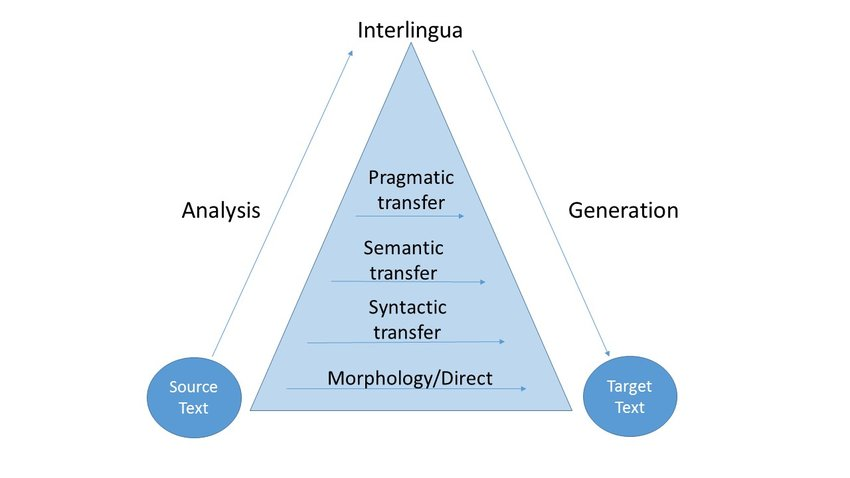 Interlingua
Pragmatic
transfer
Analysis
Generation
Semantic
transfer
Syntactic
transfer
Morphology/Direct
Source
Text
Target
Text